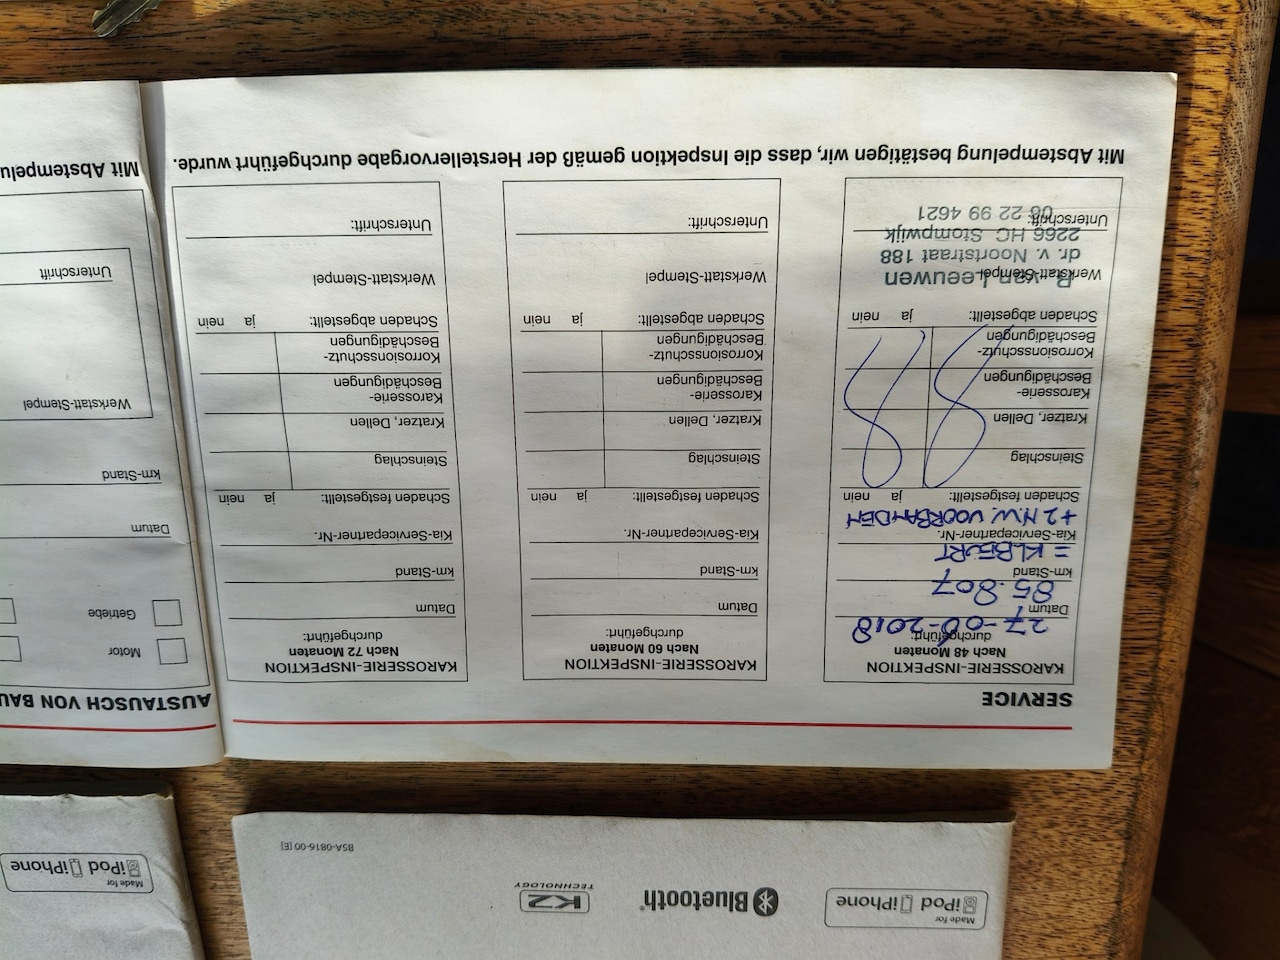 SERVICE
KAROSSERIE-INSPEKTION
Nach 48 Monaten
durchgeführt:
27-06-2018
Datum
85.807
km-Stand
= KLBEURT
Kia-Servicepartner-Nr.
+2 N.W. VOORBANDEN
Schaden festgestellt: ja nein
Steinschlag
Kratzer, Dellen
Karosserie-
Beschädigungen
Korrosionsschutz-
Beschädigungen
Schaden abgestellt: ja nein
Werkstatt-Stempel
R. van Leeuwen
dr. v. Noortstraat 188
2266 HC Stompwijk
Unterschrift:
06 22 99 4621
KAROSSERIE-INSPEKTION
Nach 60 Monaten
durchgeführt:
Datum
km-Stand
Kia-Servicepartner-Nr.
Schaden festgestellt: ja nein
Steinschlag
Kratzer, Dellen
Karosserie-
Beschädigungen
Korrosionsschutz-
Beschädigungen
Schaden abgestellt: ja nein
Werkstatt-Stempel
Unterschrift:
KAROSSERIE-INSPEKTION
Nach 72 Monaten
durchgeführt:
Datum
km-Stand
Kia-Servicepartner-Nr.
Schaden festgestellt: ja nein
Steinschlag
Kratzer, Dellen
Karosserie-
Beschädigungen
Korrosionsschutz-
Beschädigungen
Schaden abgestellt: ja nein
Werkstatt-Stempel
Unterschrift:
Mit Abstempelung bestätigen wir, dass die Inspektion gemäß der Herstellervorgabe durchgeführt wurde.
AUSTAUSCH VON BAU
Motor
Getriebe
Datum
km-Stand
Werkstatt-Stempel
Unterschrift
Mit Abstempelu
Made for
iPod iPhone
Bluetooth®
KZ
TECHNOLOGY
BSA-0816-00 [E]
Made for
iPod iPhone